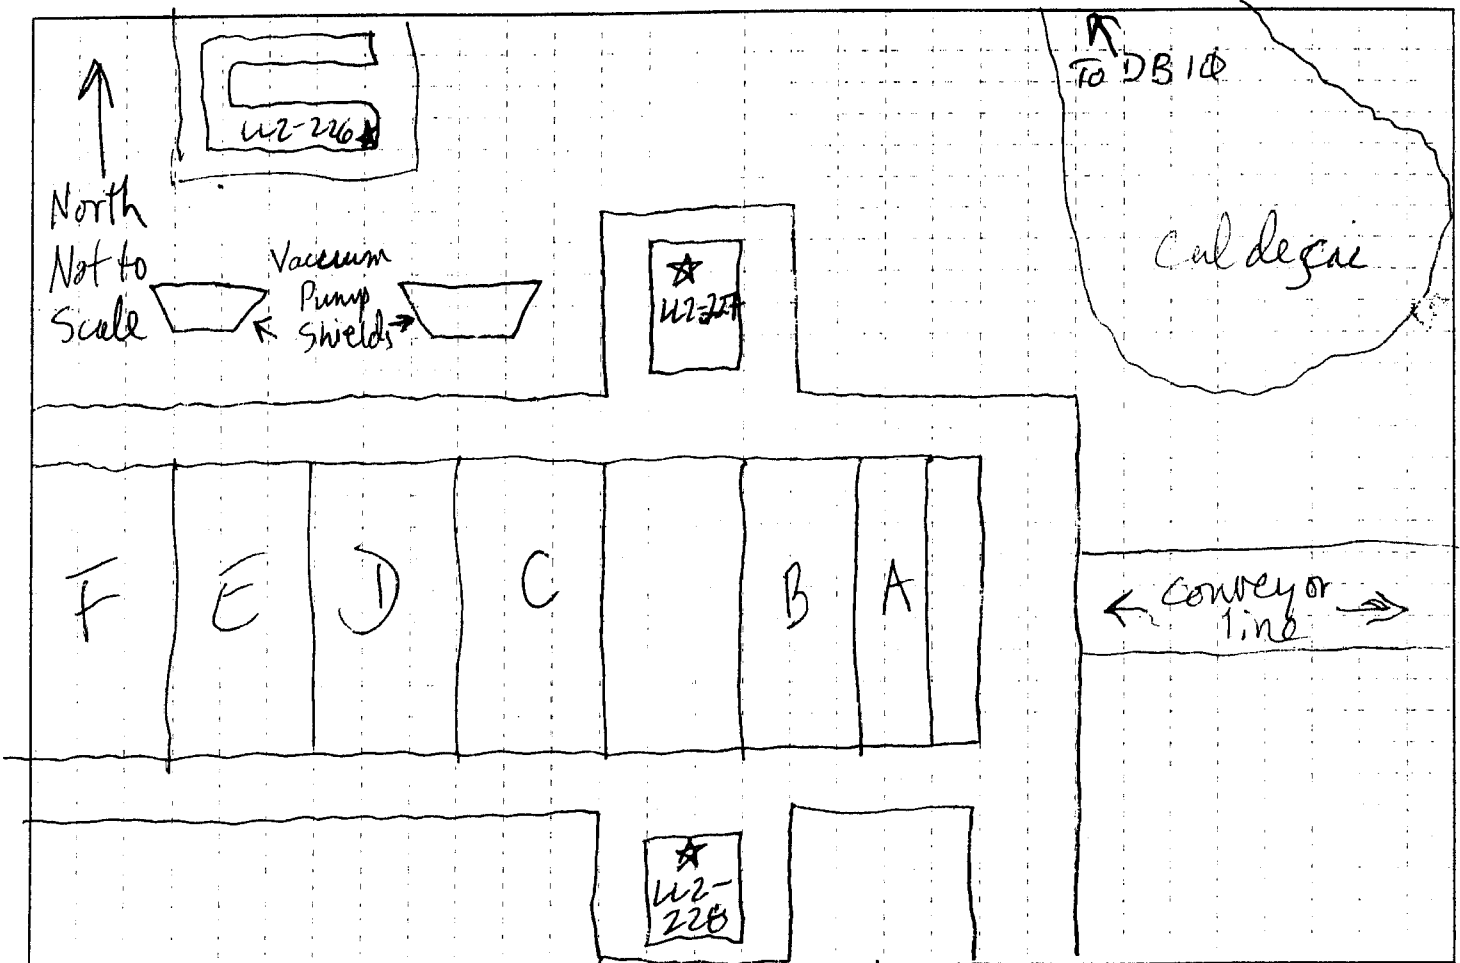 To DB10
U2-226
North
Not to
Scale
Vacuum
Pump
Shields
U2-227
Cul de sac
F
E
D
C
B
A
Conveyor
line
U2-
228